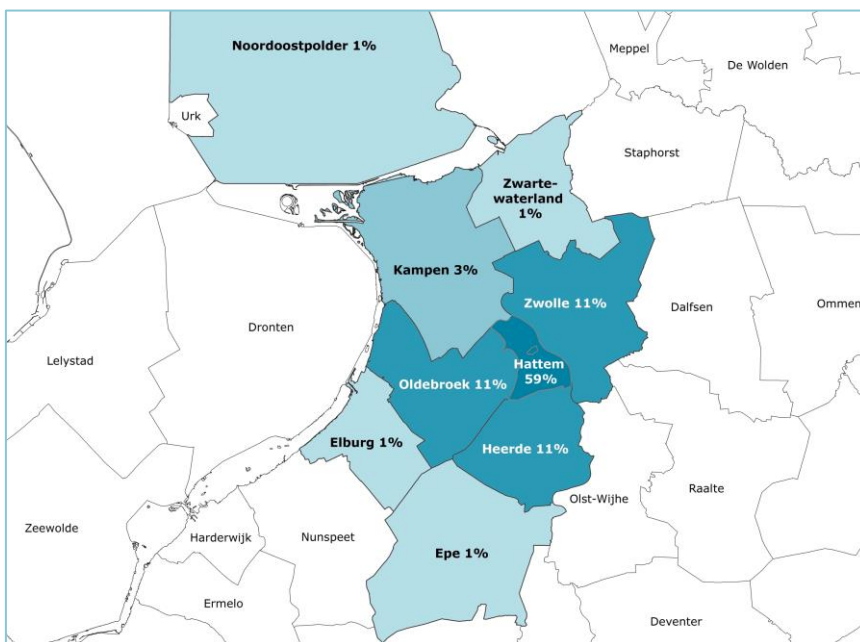 Noordoostpolder 1%
Meppel
De Wolden
Urk
Staphorst
Zwarte-
waterland
1%
Kampen 3%
Zwolle 11%
Dalfsen
Ommen
Dronten
Lelystad
Hattem
59%
Oldebroek 11%
Elburg 1%
Heerde 11%
Raalte
Olst-Wijhe
Zeewolde
Harderwijk
Nunspeet
Epe 1%
Ermelo
Deventer